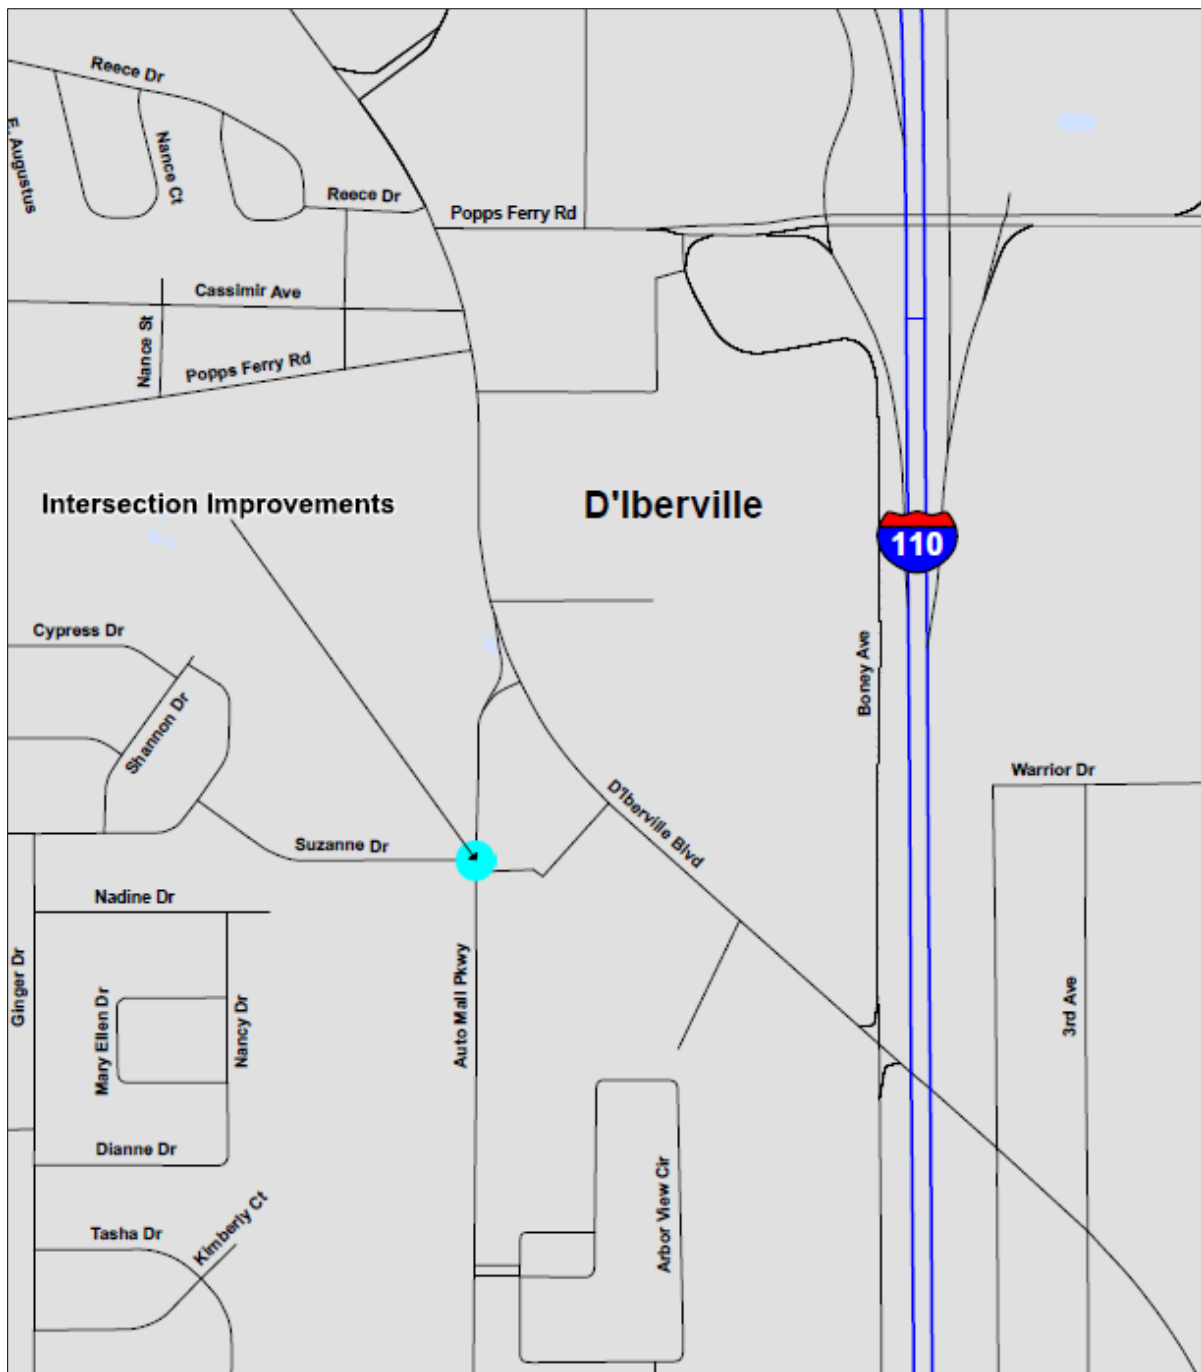 Reece Dr
E. Augustus
Nance Ct
Reece Dr
Popps Ferry Rd
Cassimir Ave
Nance St
Popps Ferry Rd
Intersection Improvements
D'Iberville
110
Cypress Dr
Shannon Dr
Boney Ave
Warrior Dr
D'Iberville Blvd
Suzanne Dr
Nadine Dr
Ginger Dr
Mary Ellen Dr
Nancy Dr
Auto Mall Pkwy
3rd Ave
Dianne Dr
Arbor View Cir
Tasha Dr
Kimberly Ct